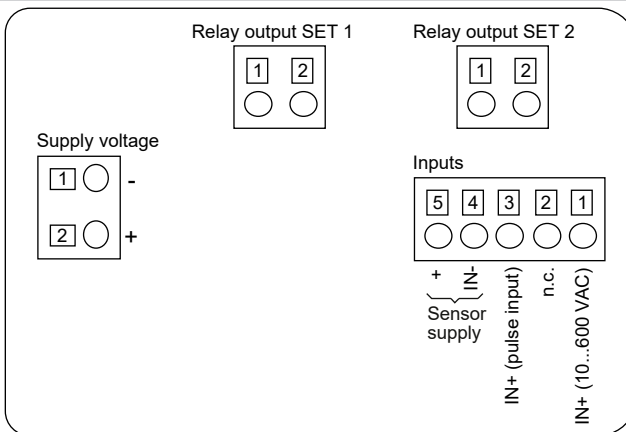 Relay output SET 1
1 2
Relay output SET 2
1 2
Supply voltage
1 -
2 +
Inputs
5 4 3 2 1
+
IN-
IN+ (pulse input)
n.c.
IN+ (10...600 VAC)
Sensor
supply